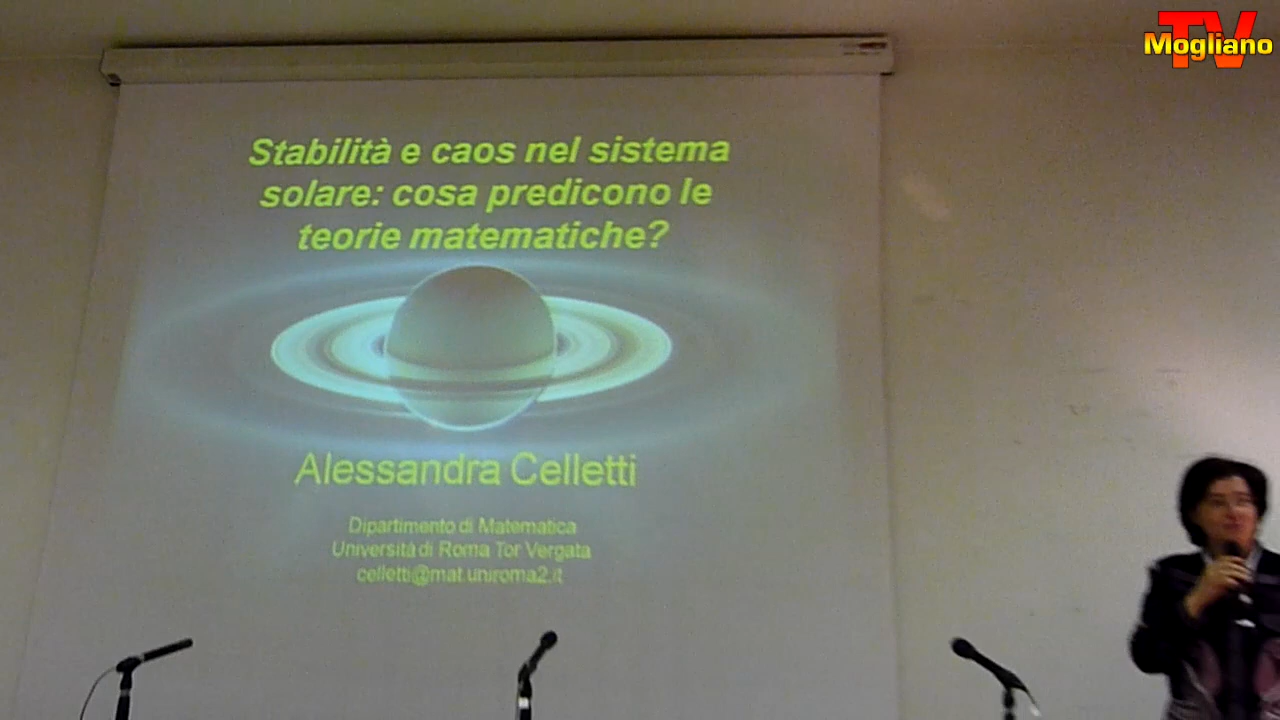 TV
Mogliano
Stabilità e caos nel sistema
solare: cosa predicono le
teorie matematiche?
Alessandra Celletti
Dipartimento di Matematica
Università di Roma Tor Vergata
celletti@mat.uniroma2.it